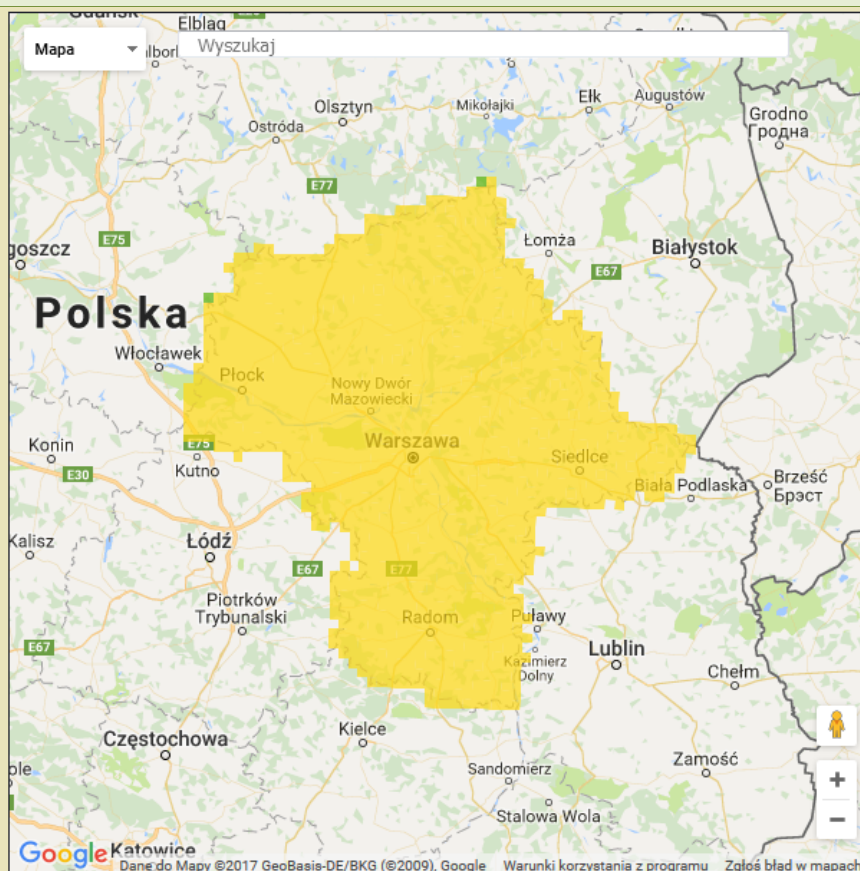 Gdańsk
Elbląg
Mapa
Wyszukaj
Olsztyn
Mikołajki
Ełk
Augustów
Ostróda
Grodno
Гродна
E77
E75
goszcz
Łomża
Białystok
E67
Polska
Włocławek
Płock
Nowy Dwór
Mazowiecki
Konin
E75
Warszawa
Kutno
Siedlce
E30
Biała Podlaska
Brześć
Брэст
Kalisz
Łódź
E67
E77
Piotrków
Trybunalski
Radom
Puławy
E67
Lublin
Kazimierz
Dolny
Chełm
Kielce
Częstochowa
Zamość
ole
Sandomierz
Stalowa Wola
Google
Katowice
Dane do Mapy ©2017 GeoBasis-DE/BKG (©2009), Google
Warunki korzystania z programu
Zgłoś błąd w mapach